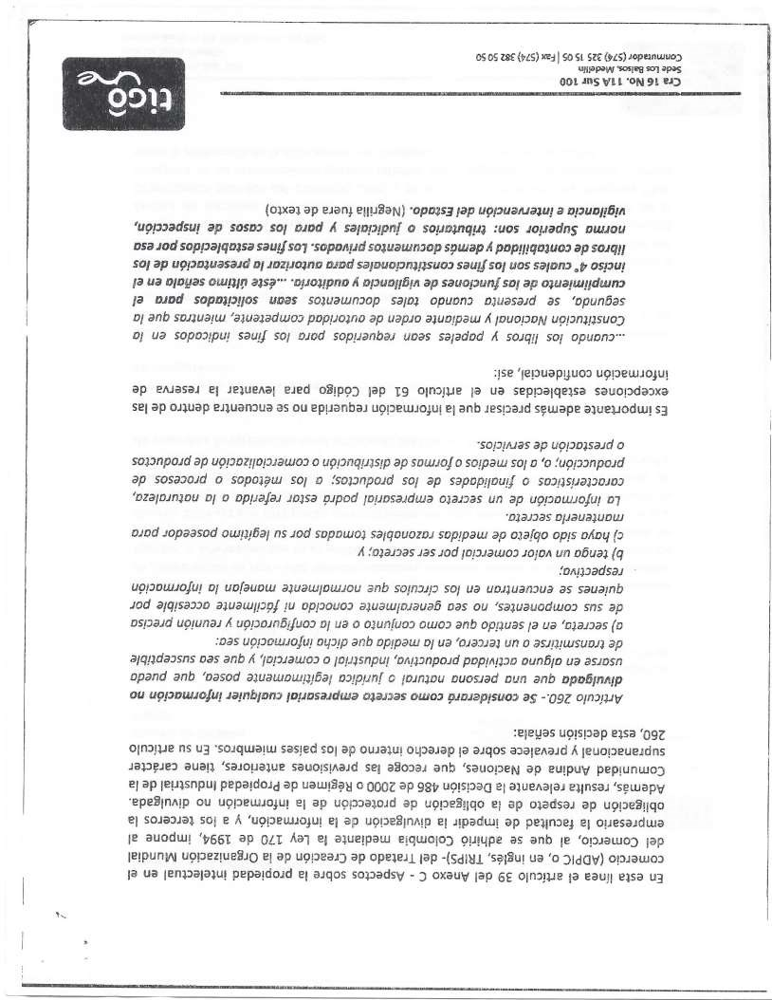 En esta línea el artículo 39 del Anexo C - Aspectos sobre la propiedad intelectual en el
comercio (ADPIC o, en inglés, TRIPS)- del Tratado de Creación de la Organización Mundial
del Comercio, al que se adhirió Colombia mediante la Ley 170 de 1994, impone al
empresario la facultad de impedir la divulgación de la información, y a los terceros la
obligación de respeto de la obligación de protección de la información no divulgada.
Además, resulta relevante la Decisión 486 de 2000 o Régimen de Propiedad Industrial de la
Comunidad Andina de Naciones, que recoge las previsiones anteriores, tiene carácter
supranacional y prevalece sobre el derecho interno de los países miembros. En su artículo
260, esta decisión señala:
Artículo 260.- Se considerará como secreto empresarial cualquier información no
divulgada que una persona natural o jurídica legítimamente posea, que pueda
usarse en alguna actividad productiva, industrial o comercial, y que sea susceptible
de transmitirse a un tercero, en la medida que dicha información sea:
a) secreta, en el sentido que como conjunto o en la configuración y reunión precisa
de sus componentes, no sea generalmente conocida ni fácilmente accesible por
quienes se encuentran en los círculos que normalmente manejan la información
respectiva;
b) tenga un valor comercial por ser secreta; y
c) haya sido objeto de medidas razonables tomadas por su legítimo poseedor para
mantenerla secreta.
La información de un secreto empresarial podrá estar referida a la naturaleza,
características o finalidades de los productos; a los métodos o procesos de
producción; o, a los medios o formas de distribución o comercialización de productos
o prestación de servicios.
Es importante además precisar que la información requerida no se encuentra dentro de las
excepciones establecidas en el artículo 61 del Código para levantar la reserva de
información confidencial, así:
...cuando los libros y papeles sean requeridos para los fines indicados en la
Constitución Nacional y mediante orden de autoridad competente, mientras que la
segunda, se presenta cuando tales documentos sean solicitados para el
cumplimiento de las funciones de vigilancia y auditoría. ...éste último señala en el
inciso 4° cuales son los fines constitucionales para autorizar la presentación de los
libros de contabilidad y demás documentos privados. Los fines establecidos por esa
norma Superior son: tributarios o judiciales y para los casos de inspección,
vigilancia e intervención del Estado. (Negrilla fuera de texto)
Cra 16 No. 11A Sur 100
Sede Los Balsos, Medellín
Conmutador (574) 325 15 05 | Fax (574) 382 50 50
tigo
une